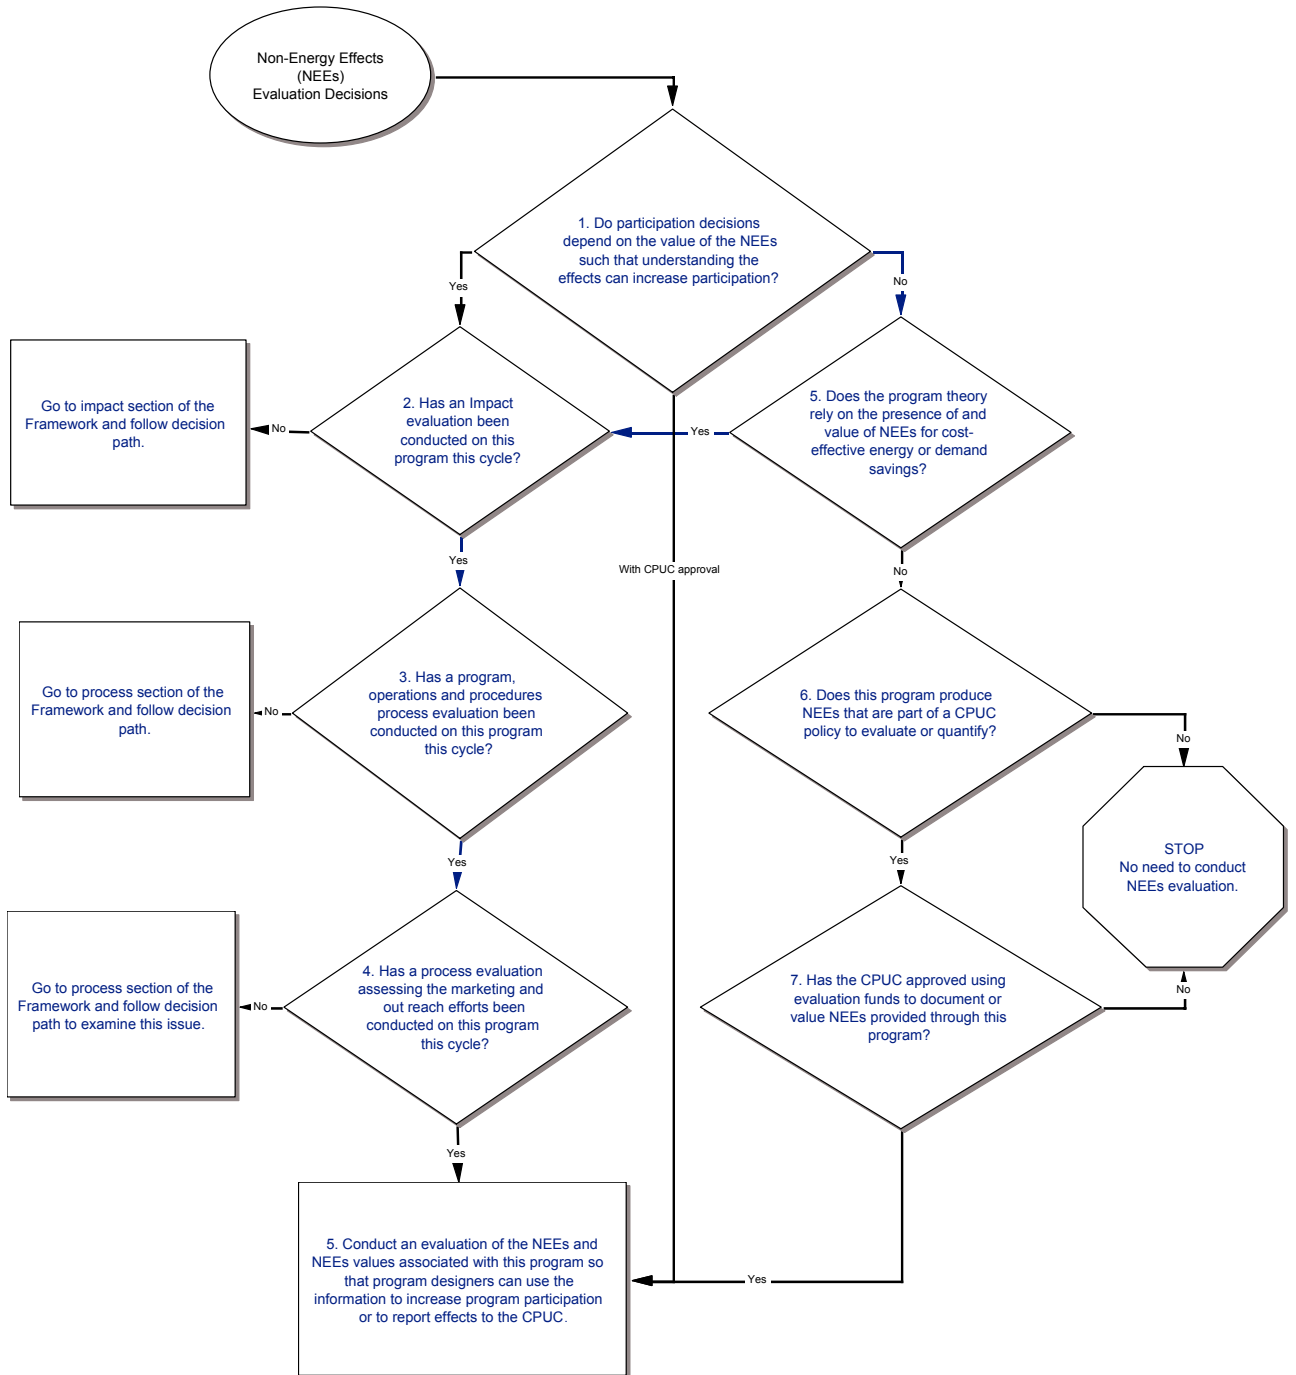 Non-Energy Effects
(NEEs)
Evaluation Decisions
1. Do participation decisions
depend on the value of the NEEs
such that understanding the
effects can increase participation?
Yes
No
Go to impact section of the
Framework and follow decision
path.
No
2. Has an Impact
evaluation been
conducted on this
program this cycle?
Yes
5. Does the program theory
rely on the presence of and
value of NEEs for cost-
effective energy or demand
savings?
Yes
With CPUC approval
No
Go to process section of the
Framework and follow decision
path.
No
3. Has a program,
operations and procedures
process evaluation been
conducted on this program
this cycle?
6. Does this program produce
NEEs that are part of a CPUC
policy to evaluate or quantify?
No
Yes
Yes
STOP
No need to conduct
NEEs evaluation.
Go to process section of the
Framework and follow decision
path to examine this issue.
No
4. Has a process evaluation
assessing the marketing and
out reach efforts been
conducted on this program
this cycle?
7. Has the CPUC approved using
evaluation funds to document or
value NEEs provided through this
program?
No
Yes
5. Conduct an evaluation of the NEEs and
NEEs values associated with this program so
that program designers can use the
information to increase program participation
or to report effects to the CPUC.
Yes